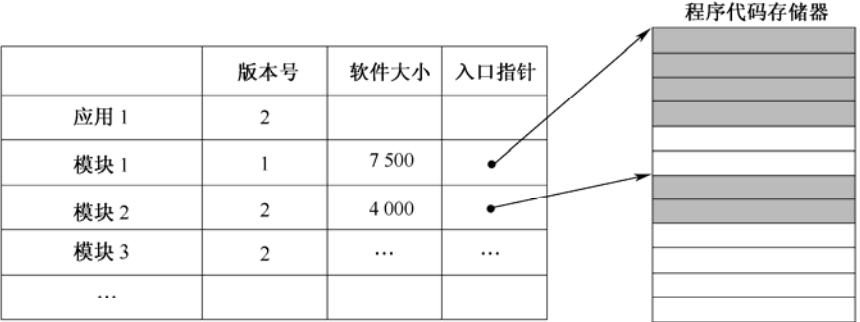 程序代码存储器
版本号 软件大小 入口指针
应用 1 2
模块 1 1 7 500
模块 2 2 4 000
模块 3 2 … …
…